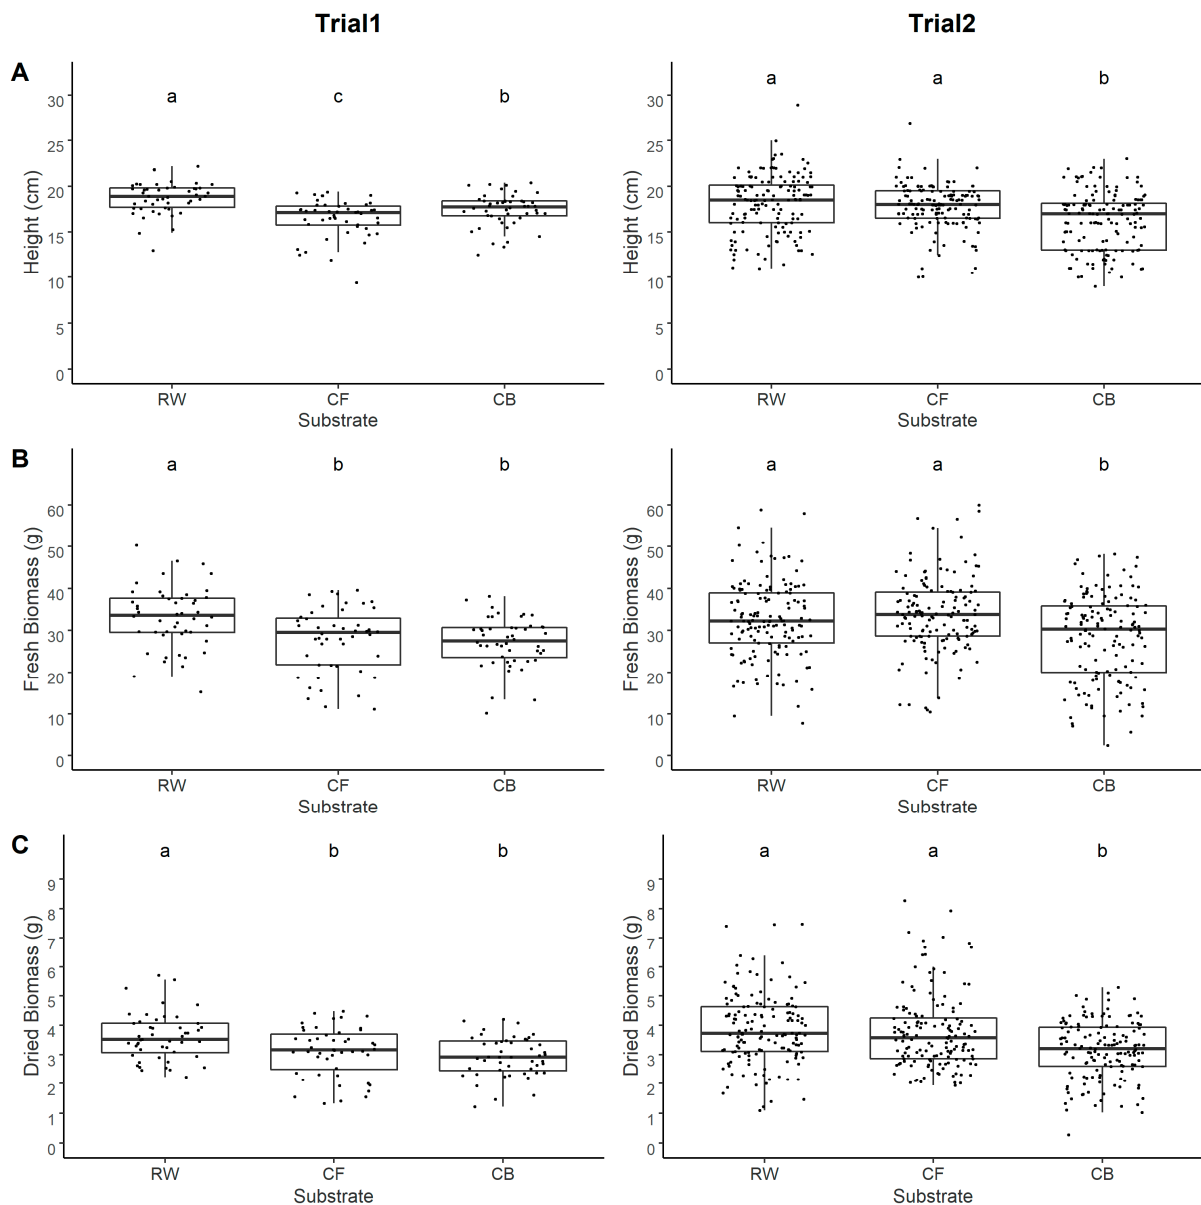 Trial1 Trial2
A
a c b a a b
30 30
25 25
20 20
15 15
10 10
5 5
0 0
Height (cm) Height (cm)
RW CF CB RW CF CB
Substrate Substrate
B
a b b a a b
60 60
50 50
40 40
30 30
20 20
10 10
0 0
Fresh Biomass (g) Fresh Biomass (g)
RW CF CB RW CF CB
Substrate Substrate
C
a b b a a b
9 9
8 8
7 7
6 6
5 5
4 4
3 3
2 2
1 1
0 0
Dried Biomass (g) Dried Biomass (g)
RW CF CB RW CF CB
Substrate Substrate